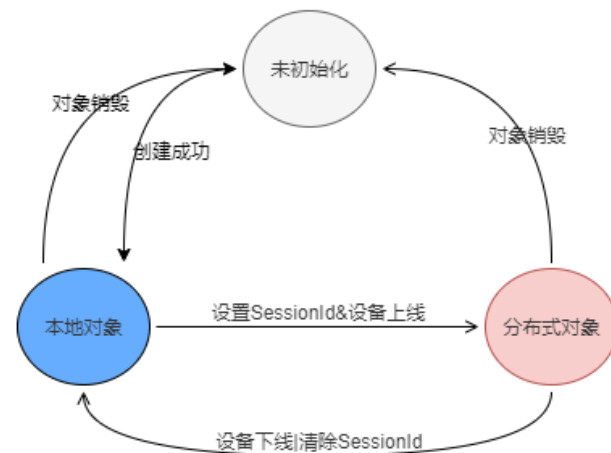 未初始化
对象销毁
创建成功
对象销毁
本地对象
设置SessionId&设备上线
分布式对象
设备下线|清除SessionId